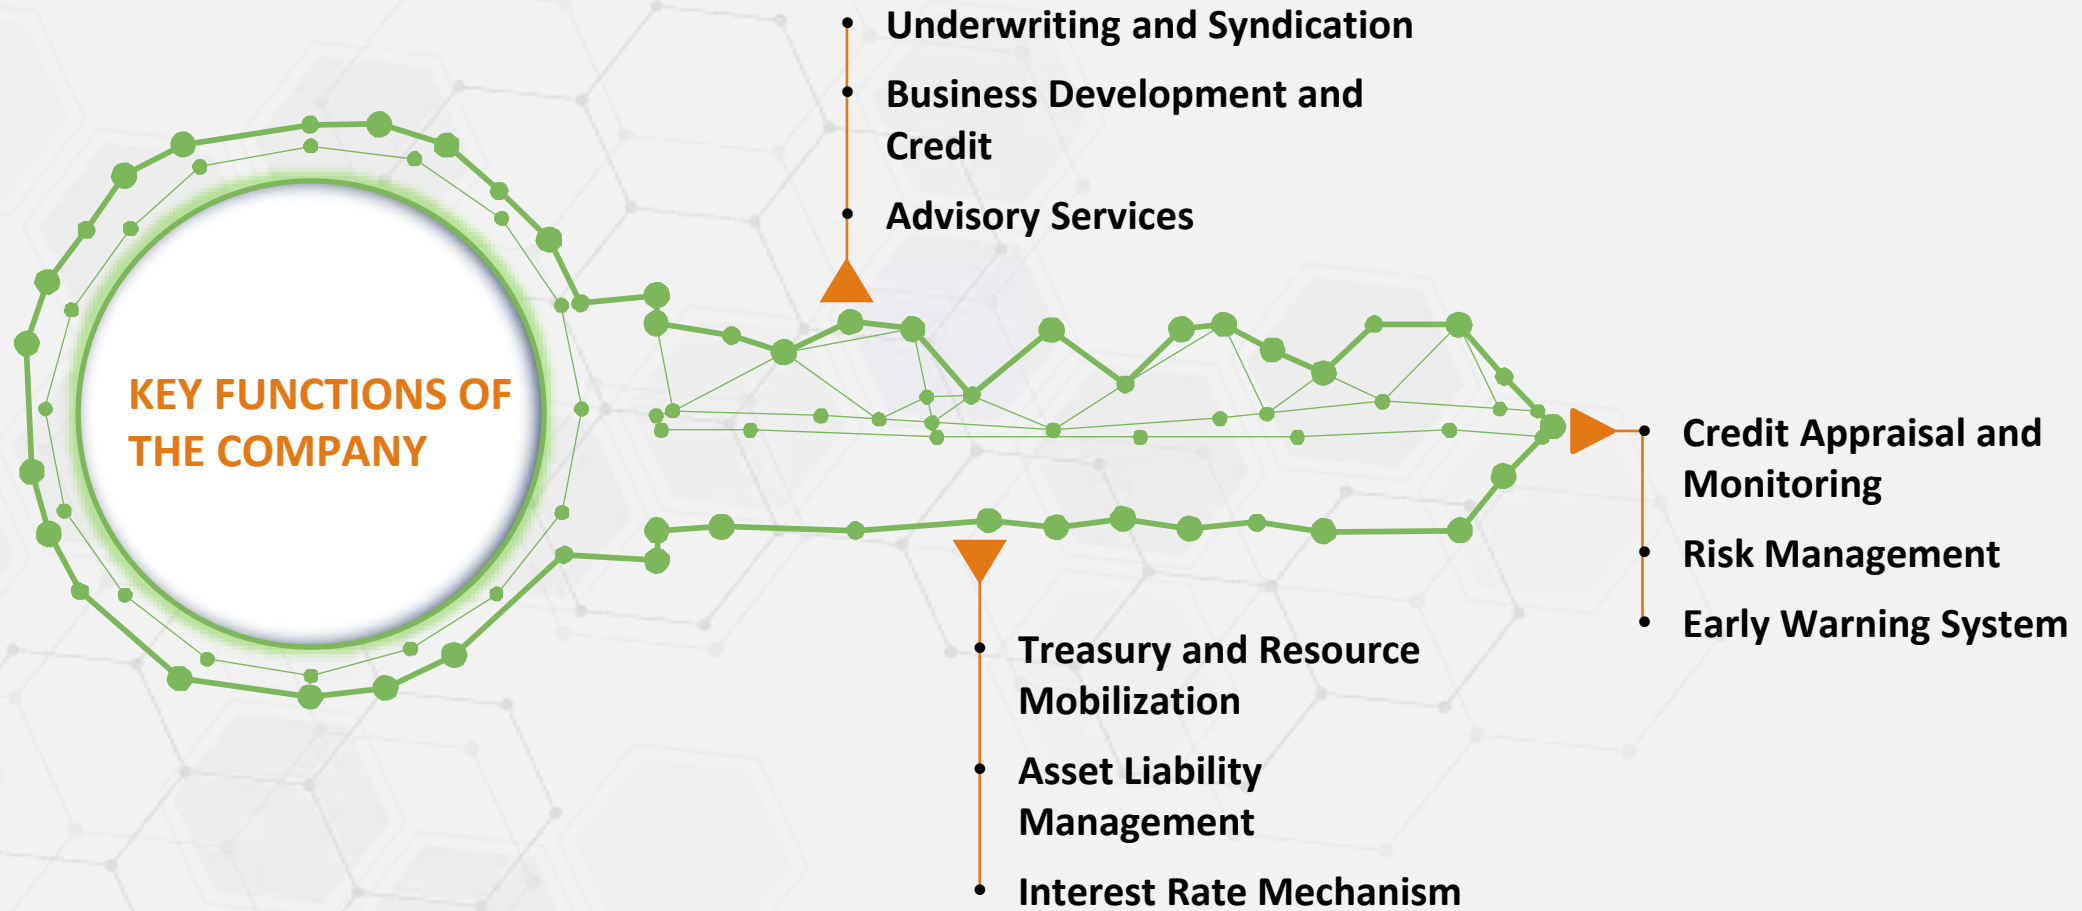 KEY FUNCTIONS OF
THE COMPANY
• Underwriting and Syndication
• Business Development and
Credit
• Advisory Services
• Credit Appraisal and
Monitoring
• Risk Management
• Early Warning System
• Treasury and Resource
Mobilization
• Asset Liability
Management
• Interest Rate Mechanism